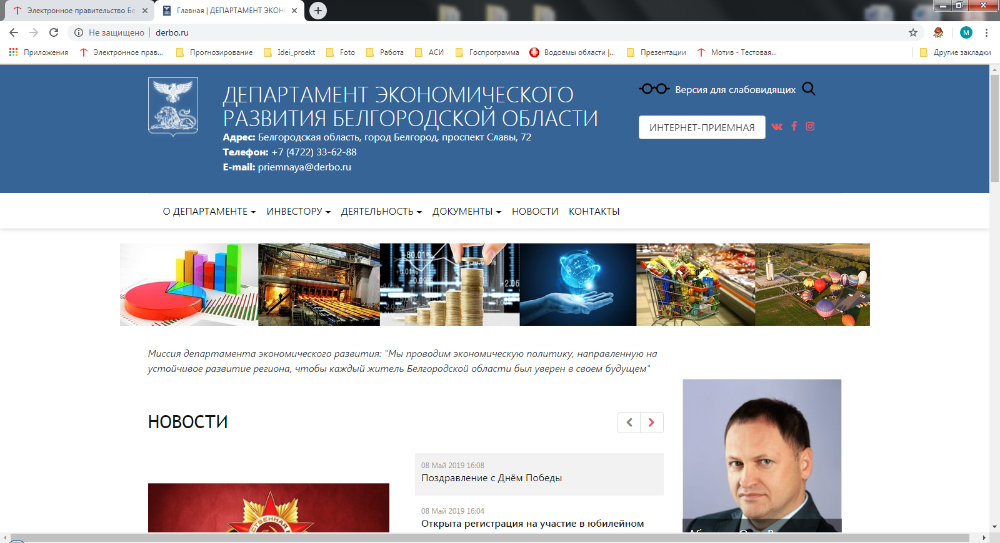 Электронное правительство Бе
Главная | ДЕПАРТАМЕНТ ЭКОНО
Не защищено
derbo.ru
M
Приложения
Электронное прав...
Прогнозирование
Idei_proekt
Foto
Работа
АСИ
Госпрограмма
Водоёмы области |...
Презентации
Мотив - Тестовая...
Другие закладки
ДЕПАРТАМЕНТ ЭКОНОМИЧЕСКОГО
РАЗВИТИЯ БЕЛГОРОДСКОЙ ОБЛАСТИ
Адрес: Белгородская область, город Белгород, проспект Славы, 72
Телефон: +7 (4722) 33-62-88
E-mail: priemnaya@derbo.ru
Версия для слабовидящих
ИНТЕРНЕТ-ПРИЕМНАЯ
О ДЕПАРТАМЕНТЕ
ИНВЕСТОРУ
ДЕЯТЕЛЬНОСТЬ
ДОКУМЕНТЫ
НОВОСТИ
КОНТАКТЫ
Миссия департамента экономического развития: "Мы проводим экономическую политику, направленную на
устойчивое развитие региона, чтобы каждый житель Белгородской области был уверен в своем будущем"
НОВОСТИ
08 Май 2019 16:08
Поздравление с Днём Победы
08 Май 2019 16:04
Открыта регистрация на участие в юбилейном